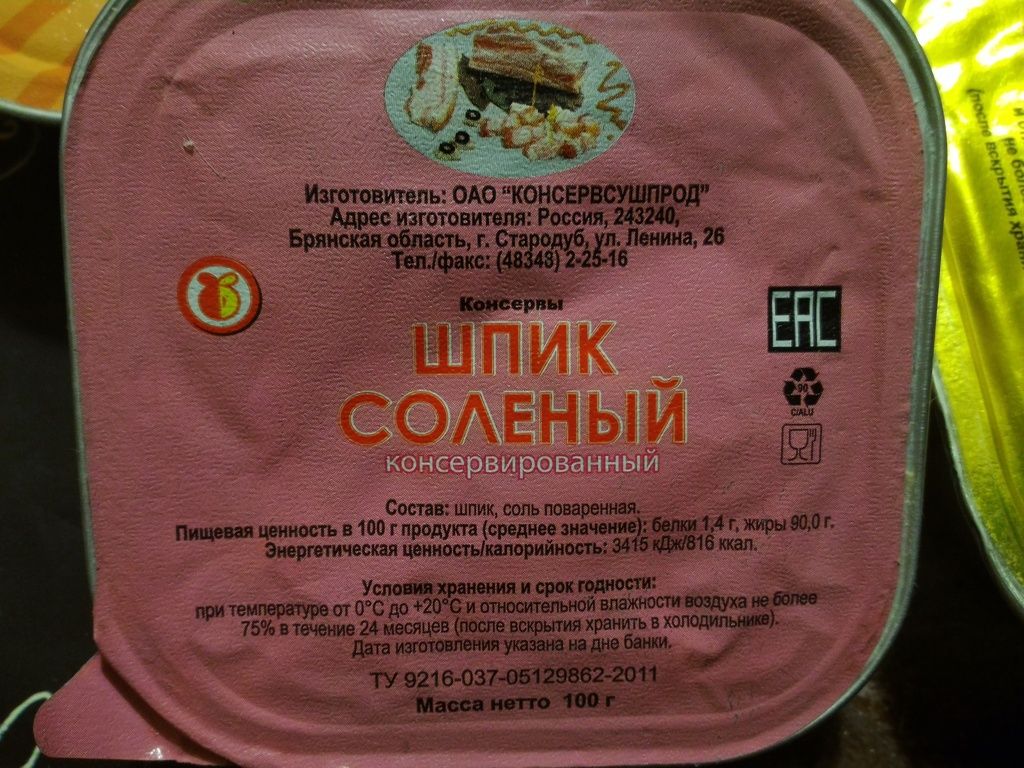 Изготовитель: ОАО "КОНСЕРВСУШПРОД"
Адрес изготовителя: Россия, 243240,
Брянская область, г. Стародуб, ул. Ленина, 26
Тел./факс: (48343) 2-25-16
Консервы
ШПИК
СОЛЕНЫЙ
консервированный
EAC
90
C/ALU
Состав: шпик, соль поваренная.
Пищевая ценность в 100 г продукта (среднее значение): белки 1,4 г, жиры 90,0 г.
Энергетическая ценность/калорийность: 3415 кДж/816 ккал.
Условия хранения и срок годности:
при температуре от 0°С до +20°С и относительной влажности воздуха не более
75% в течение 24 месяцев (после вскрытия хранить в холодильнике).
Дата изготовления указана на дне банки.
ТУ 9216-037-05129862-2011
Масса нетто 100 г
не
(после вскрытия